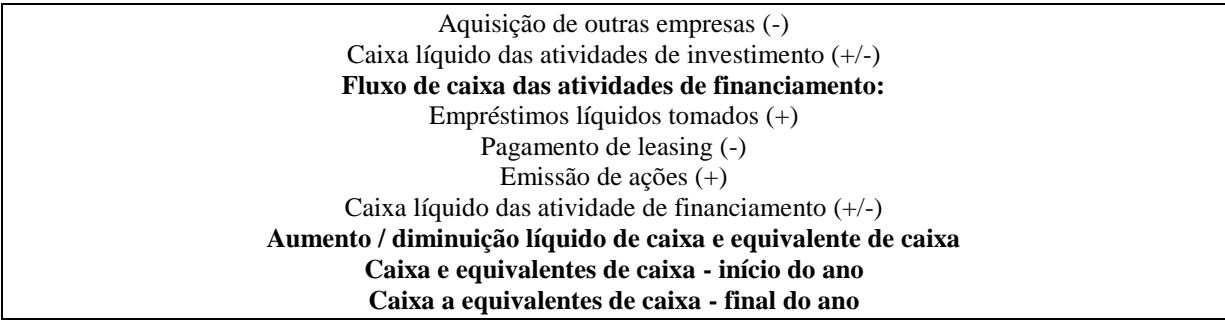 Aquisição de outras empresas (-)
Caixa líquido das atividades de investimento (+/-)
Fluxo de caixa das atividades de financiamento:
Empréstimos líquidos tomados (+)
Pagamento de leasing (-)
Emissão de ações (+)
Caixa líquido das atividade de financiamento (+/-)
Aumento / diminuição líquido de caixa e equivalente de caixa
Caixa e equivalentes de caixa - início do ano
Caixa a equivalentes de caixa - final do ano